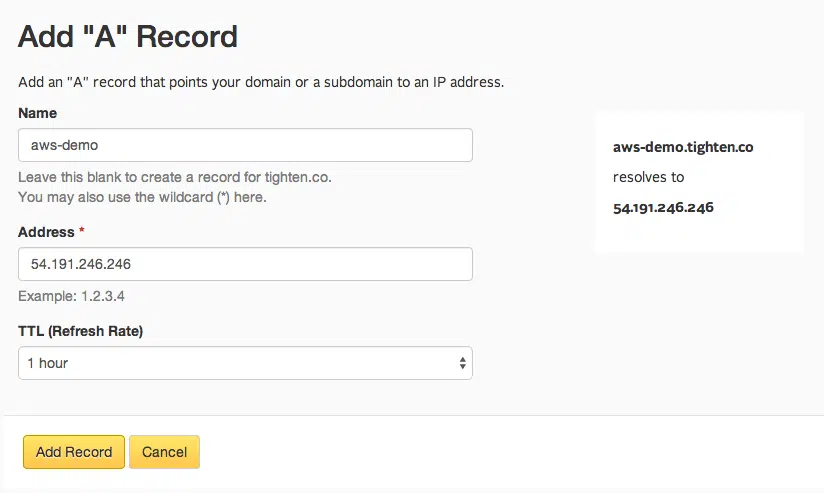 Add "A" Record
Add an "A" record that points your domain or a subdomain to an IP address.
Name
aws-demo
Leave this blank to create a record for tighten.co.
You may also use the wildcard (*) here.
Address *
54.191.246.246
Example: 1.2.3.4
TTL (Refresh Rate)
1 hour
aws-demo.tighten.co
resolves to
54.191.246.246
Add Record
Cancel